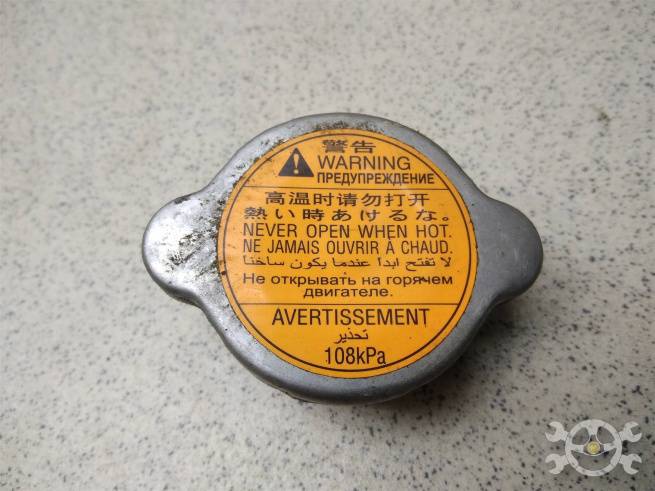 警告
WARNING
ПРЕДУПРЕЖДЕНИЕ
高温时请勿打开
熱い時あけるな。
NEVER OPEN WHEN HOT.
NE JAMAIS OUVRIR À CHAUD.
لا تفتح ابدا عندما يكون ساخنا
Не открывать на горячем
двигателе.
AVERTISSEMENT
تحذير
108kPa